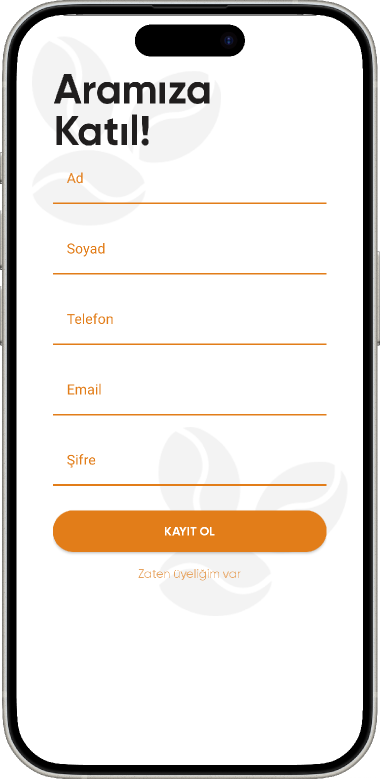 Aramıza
Katıl!
Ad
Soyad
Telefon
Email
Şifre
KAYIT OL
Zaten üyeliğim var